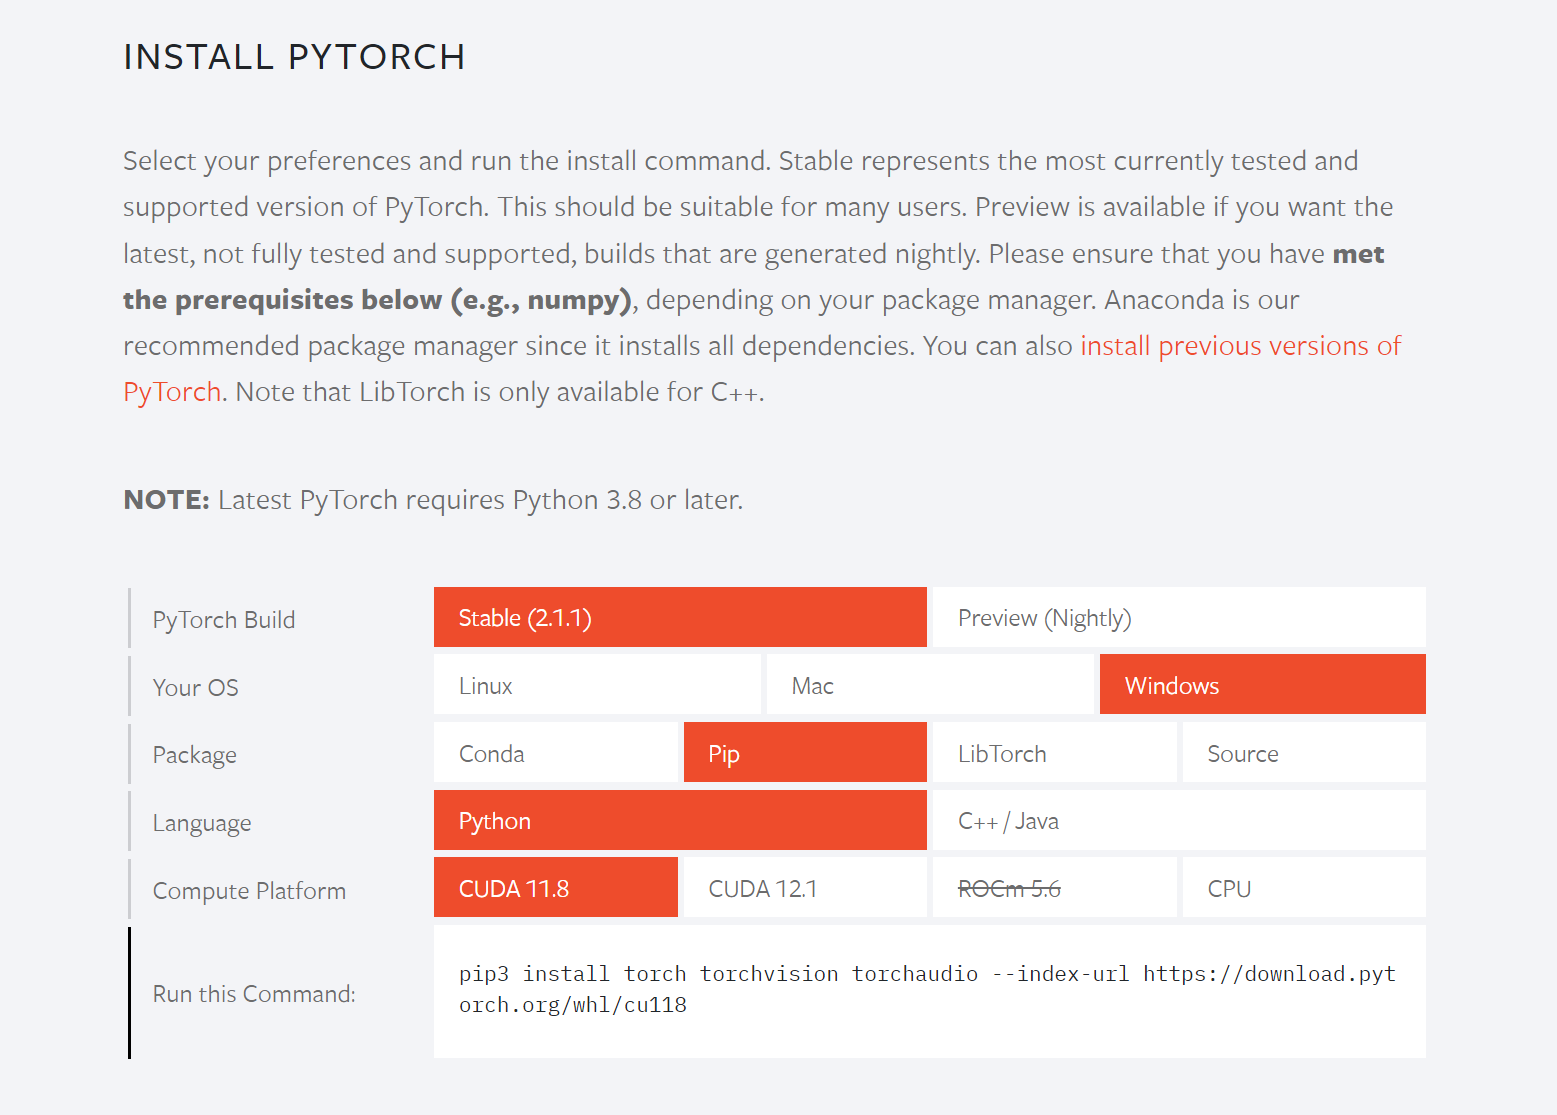 INSTALL PYTORCH
Select your preferences and run the install command. Stable represents the most currently tested and
supported version of PyTorch. This should be suitable for many users. Preview is available if you want the
latest, not fully tested and supported, builds that are generated nightly. Please ensure that you have met
the prerequisites below (e.g., numpy), depending on your package manager. Anaconda is our
recommended package manager since it installs all dependencies. You can also install previous versions of
PyTorch. Note that LibTorch is only available for C++.
NOTE: Latest PyTorch requires Python 3.8 or later.
PyTorch Build Stable (2.1.1) Preview (Nightly)
Your OS Linux Mac Windows
Package Conda Pip LibTorch Source
Language Python C++ / Java
Compute Platform CUDA 11.8 CUDA 12.1 ROCm 5.6 CPU
Run this Command: pip3 install torch torchvision torchaudio --index-url https://download.pyt
orch.org/whl/cu118